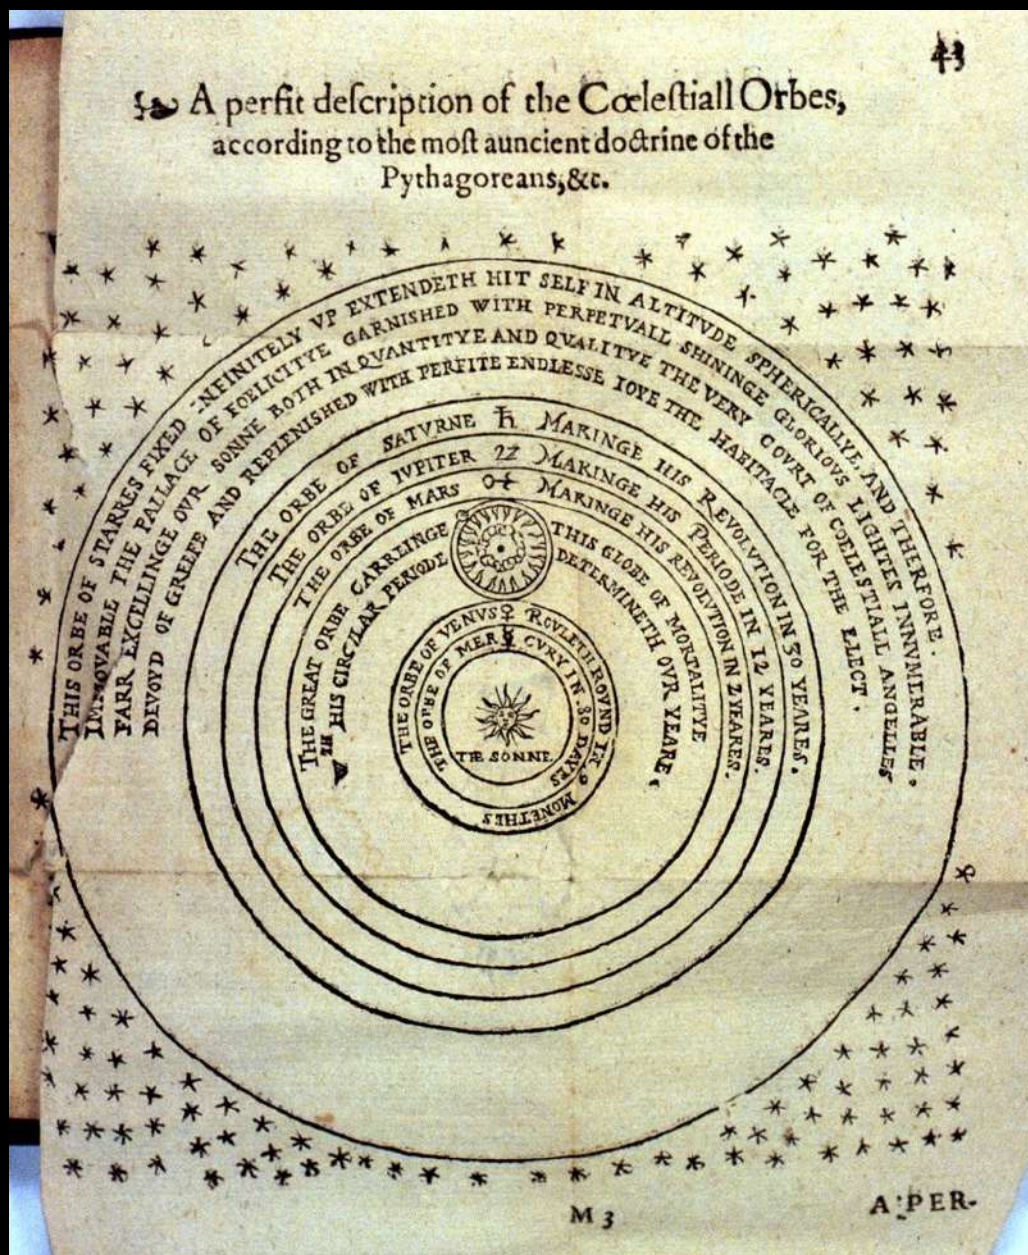 43
A perfit deſcription of the Cœleſtiall Orbes,
according to the moſt auncient doctrine of the
Pythagoreans, &c.
THIS ORBE OF STARRES FIXED INFINITELY VP EXTENDETH HIT SELF IN ALTITVDE SPHERICALLYE, AND THERFORE.
IMMOVABLE THE PALLACE OF FOELICITYE GARNISHED WITH PERPETVALL SHININGE GLORIOVS LIGHTES INNVMERABLE.
FARR EXCELLINGE OVR SONNE BOTH IN QVANTITYE AND QVALITYE THE VERY COVRT OF COELESTIALL ANGELLES
DEVOYD OF GREEFE AND REPLENISHED WITH PERFITE ENDLESSE IOYE THE HABITACLE FOR THE ELECT.
THE ORBE OF SATVRNE ♄ MAKINGE HIS REVOLVTION IN 30 YEARES.
THE ORBE OF IVPITER ♃ MAKINGE HIS PERIODE IN 12 YEARES.
THE ORBE OF MARS ♂ MAKINGE HIS REVOLVTION IN 2 YEARES.
THE GREAT ORBE CARREINGE THIS GLOBE OF MORTALITYE
WITH HIS CIRCVLAR PERIODE DETERMINETH OVR YEARE.
THE ORBE OF VENVS ♀ ROVLETH ROVND IN 9 MONETHES
THE ORBE OF MER ☿ CVRY IN 80 DAYES
THE SONNE
M 3
A PER-